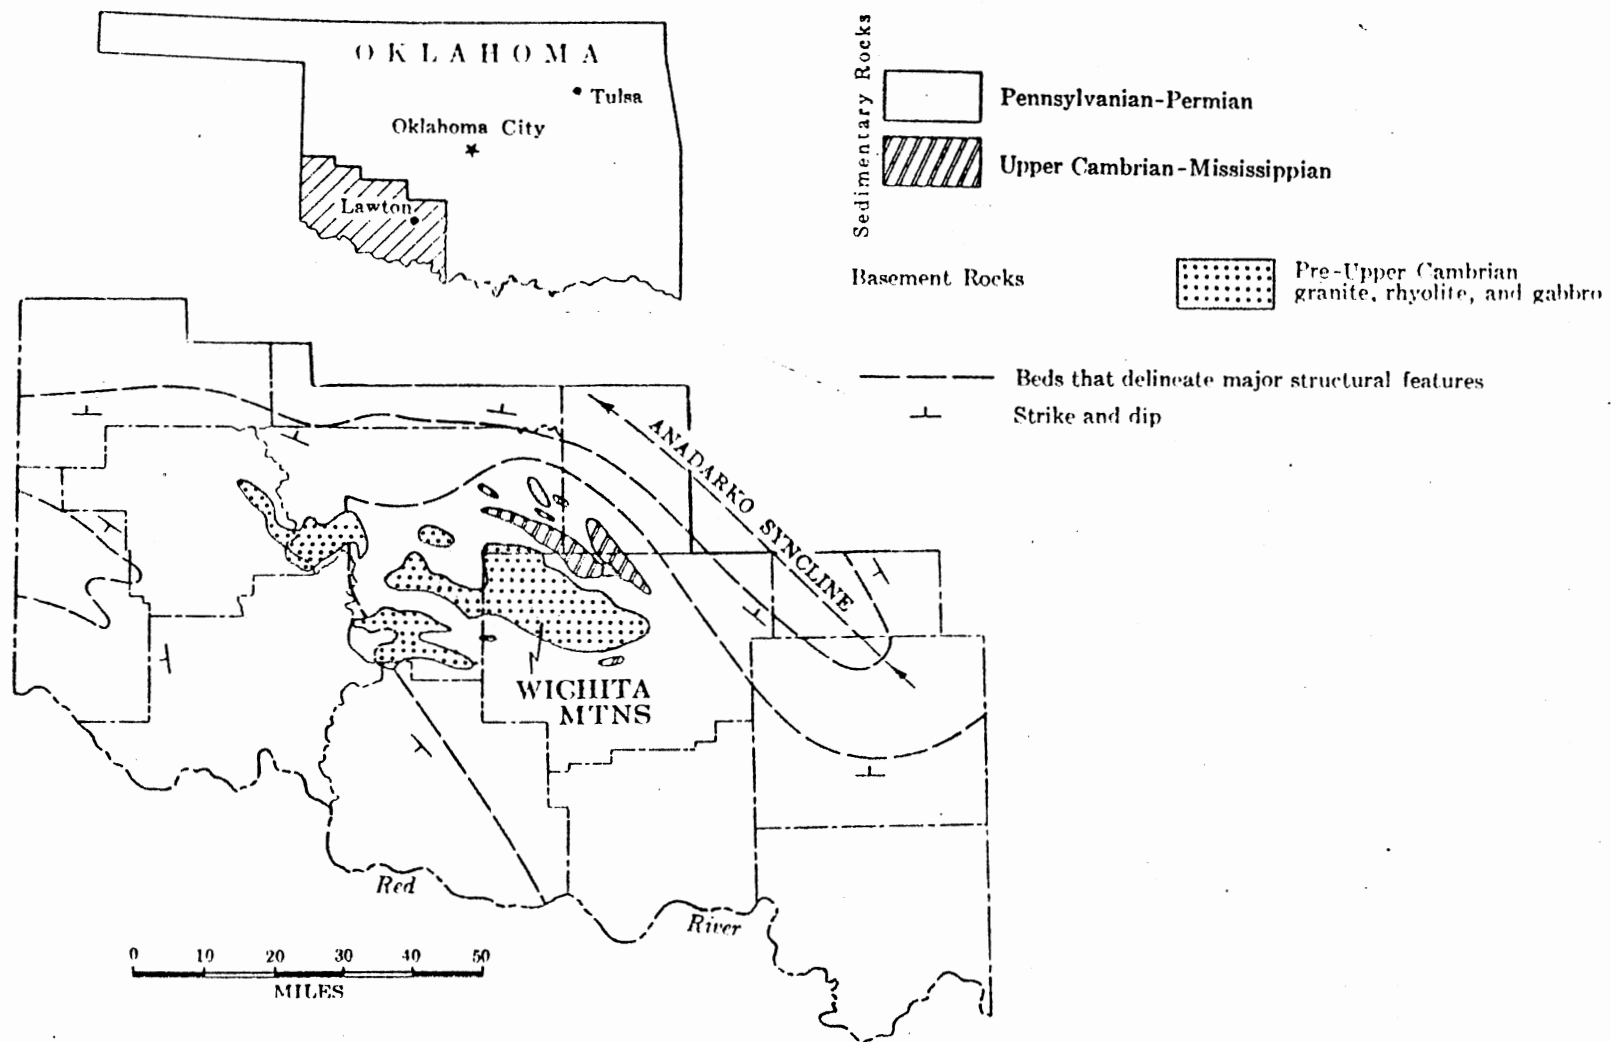 OKLAHOMA
Tulsa
Oklahoma City
Lawton
Sedimentary Rocks
Pennsylvanian-Permian
Upper Cambrian-Mississippian
Basement Rocks
Pre-Upper Cambrian
granite, rhyolite, and gabbro
Beds that delineate major structural features
Strike and dip
ANADARKO SYNCLINE
WICHITA
MTNS
Red
River
0 10 20 30 40 50
MILES